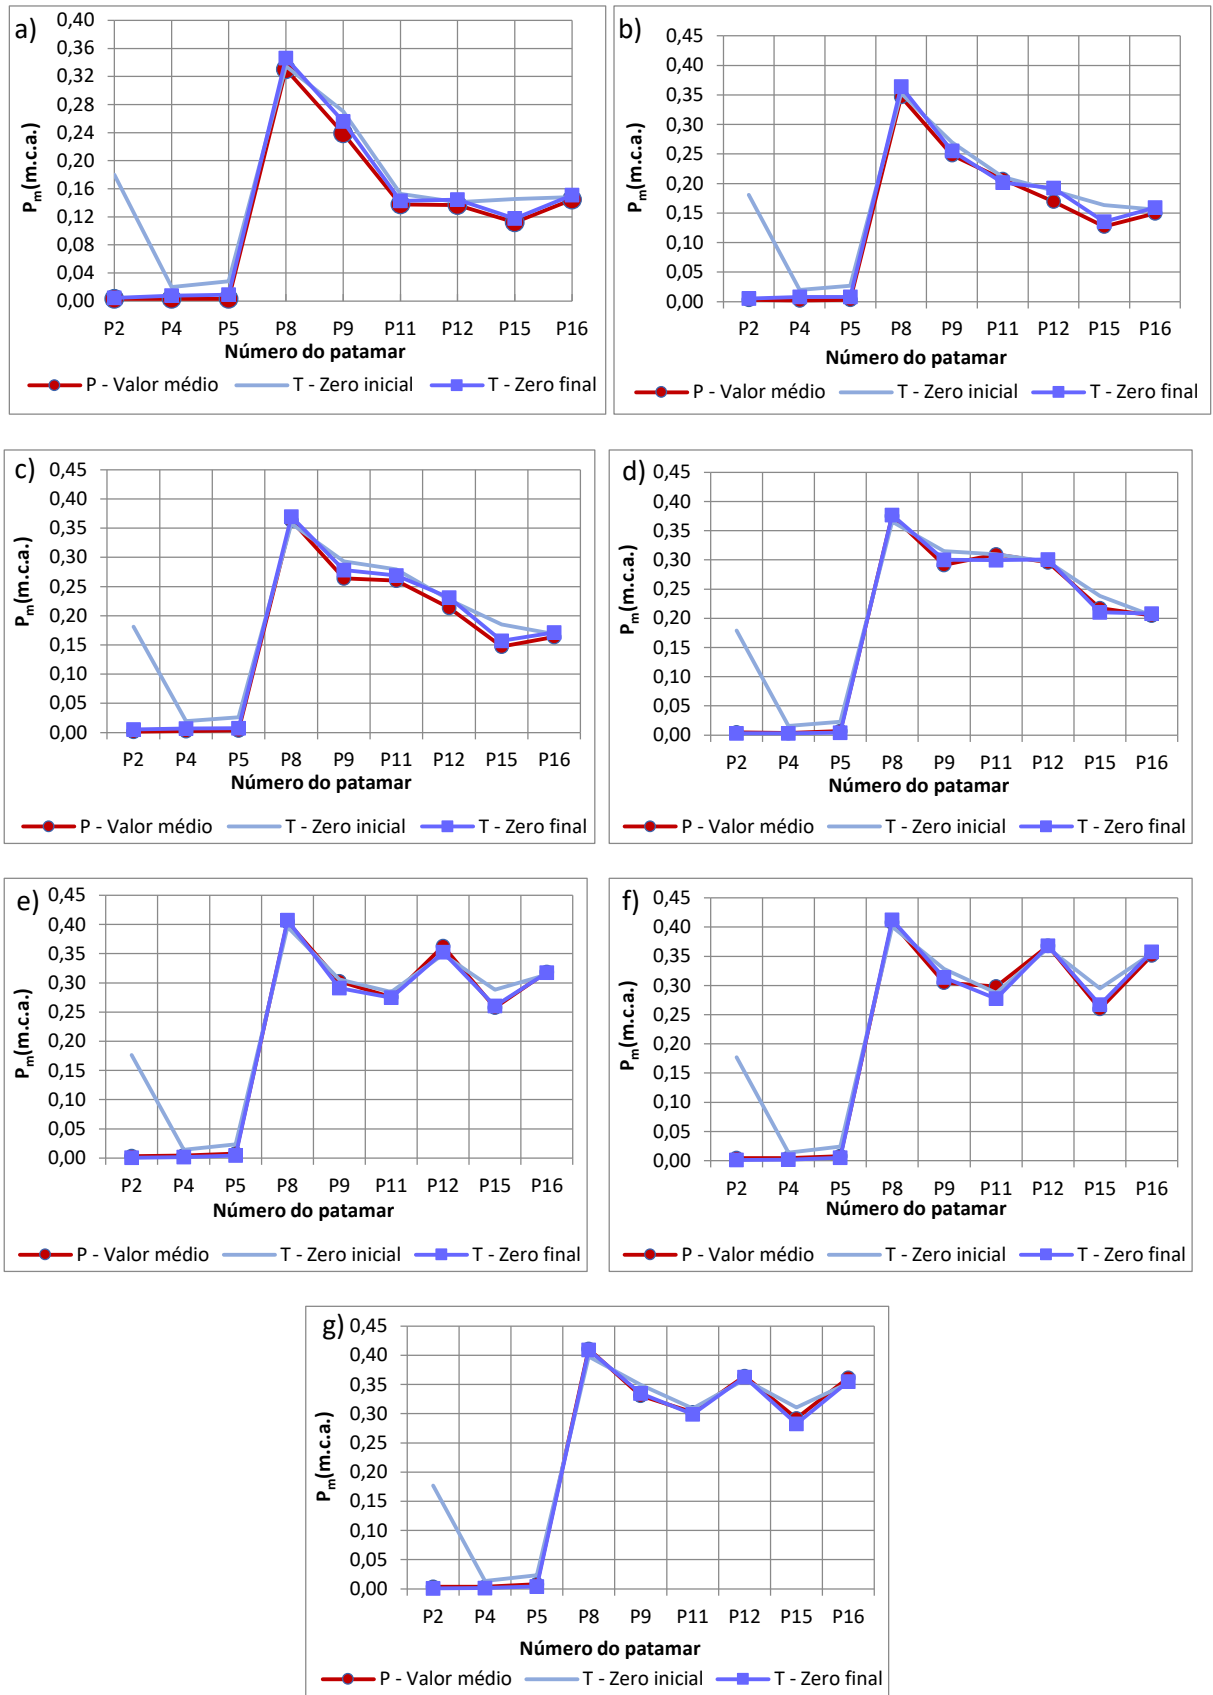 a)
0,40
0,36
0,32
0,28
0,24
0,20
0,16
0,12
0,08
0,04
0,00
Pm(m.c.a.)
P2 P4 P5 P8 P9 P11 P12 P15 P16
Número do patamar
P - Valor médio T - Zero inicial T - Zero final
b)
0,45
0,40
0,35
0,30
0,25
0,20
0,15
0,10
0,05
0,00
Pm(m.c.a.)
P2 P4 P5 P8 P9 P11 P12 P15 P16
Número do patamar
P - Valor médio T - Zero inicial T - Zero final
c)
0,45
0,40
0,35
0,30
0,25
0,20
0,15
0,10
0,05
0,00
Pm(m.c.a.)
P2 P4 P5 P8 P9 P11 P12 P15 P16
Número do patamar
P - Valor médio T - Zero inicial T - Zero final
d)
0,45
0,40
0,35
0,30
0,25
0,20
0,15
0,10
0,05
0,00
Pm(m.c.a.)
P2 P4 P5 P8 P9 P11 P12 P15 P16
Número do patamar
P - Valor médio T - Zero inicial T - Zero final
e)
0,45
0,40
0,35
0,30
0,25
0,20
0,15
0,10
0,05
0,00
Pm(m.c.a.)
P2 P4 P5 P8 P9 P11 P12 P15 P16
Número do patamar
P - Valor médio T - Zero inicial T - Zero final
f)
0,45
0,40
0,35
0,30
0,25
0,20
0,15
0,10
0,05
0,00
Pm(m.c.a.)
P2 P4 P5 P8 P9 P11 P12 P15 P16
Número do patamar
P - Valor médio T - Zero inicial T - Zero final
g)
0,45
0,40
0,35
0,30
0,25
0,20
0,15
0,10
0,05
0,00
Pm(m.c.a.)
P2 P4 P5 P8 P9 P11 P12 P15 P16
Número do patamar
P - Valor médio T - Zero inicial T - Zero final